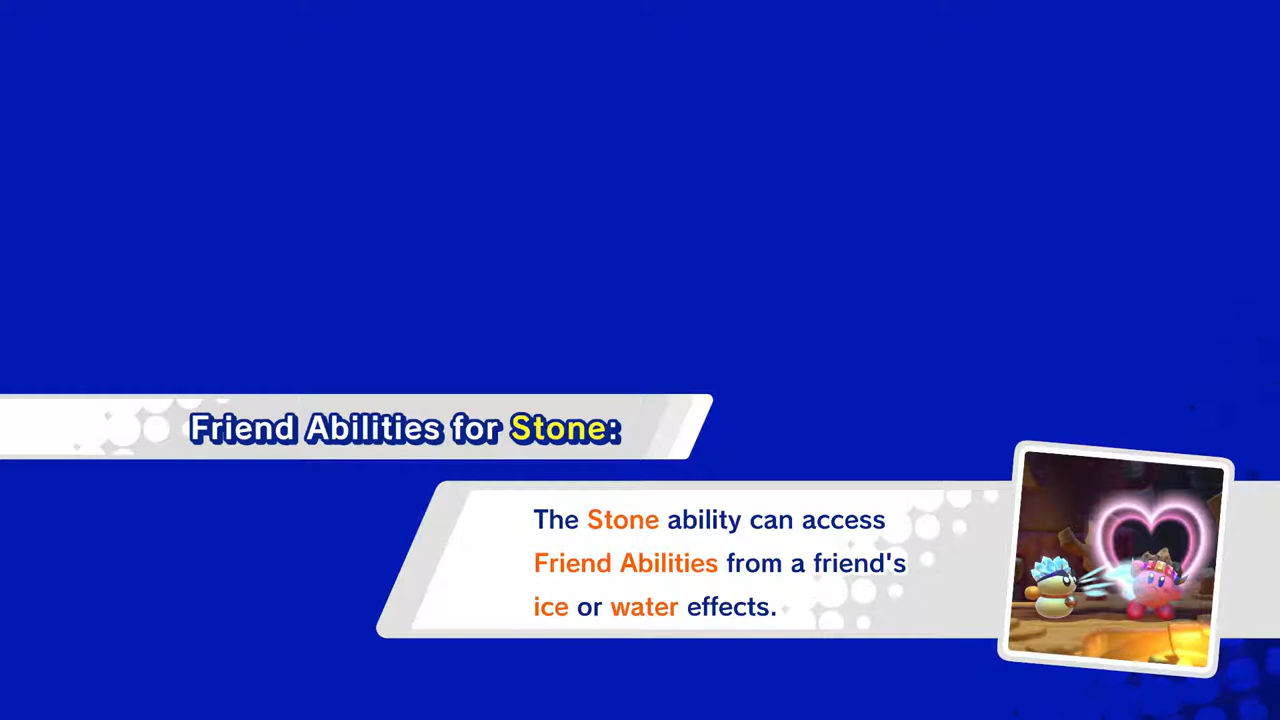 Friend Abilities for Stone:
The Stone ability can access
Friend Abilities from a friend's
ice or water effects.